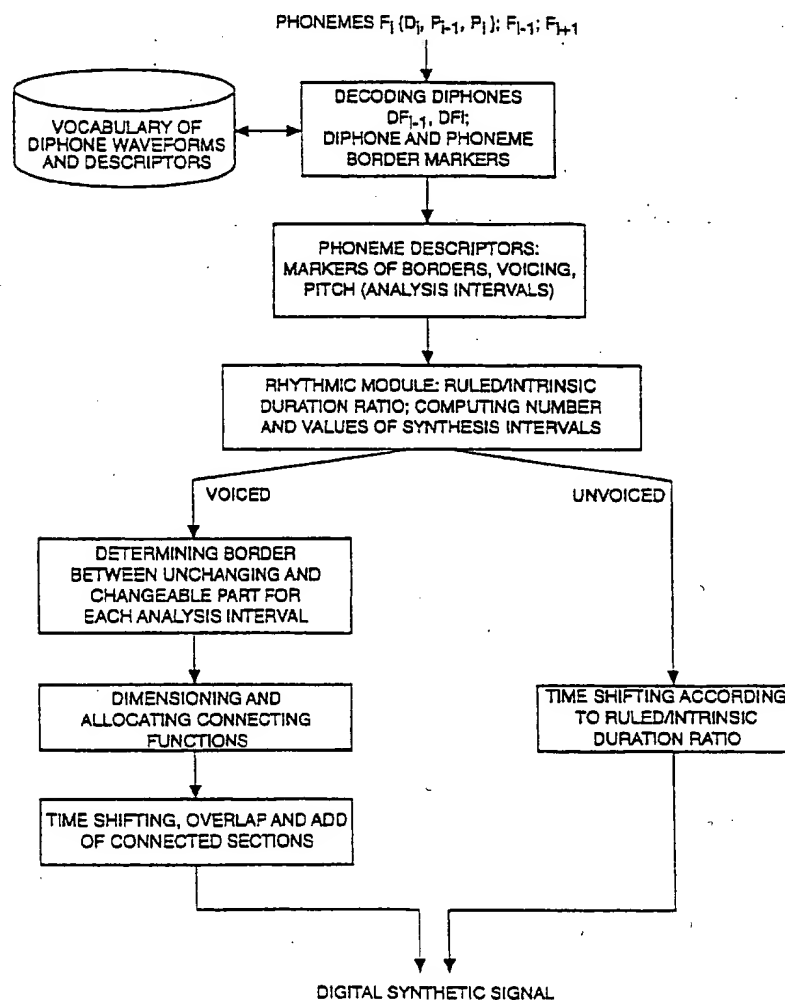 PHONEMES Fi (Di, Pi-1, Pi); Fi-1; Fi+1
VOCABULARY OF
DIPHONE WAVEFORMS
AND DESCRIPTORS
DECODING DIPHONES
DFi-1, DFI;
DIPHONE AND PHONEME
BORDER MARKERS
PHONEME DESCRIPTORS:
MARKERS OF BORDERS, VOICING,
PITCH (ANALYSIS INTERVALS)
RHYTHMIC MODULE: RULED/INTRINSIC
DURATION RATIO; COMPUTING NUMBER
AND VALUES OF SYNTHESIS INTERVALS
VOICED
UNVOICED
DETERMINING BORDER
BETWEEN UNCHANGING AND
CHANGEABLE PART FOR
EACH ANALYSIS INTERVAL
DIMENSIONING AND
ALLOCATING CONNECTING
FUNCTIONS
TIME SHIFTING ACCORDING
TO RULED/INTRINSIC
DURATION RATIO
TIME SHIFTING, OVERLAP AND ADD
OF CONNECTED SECTIONS
DIGITAL SYNTHETIC SIGNAL